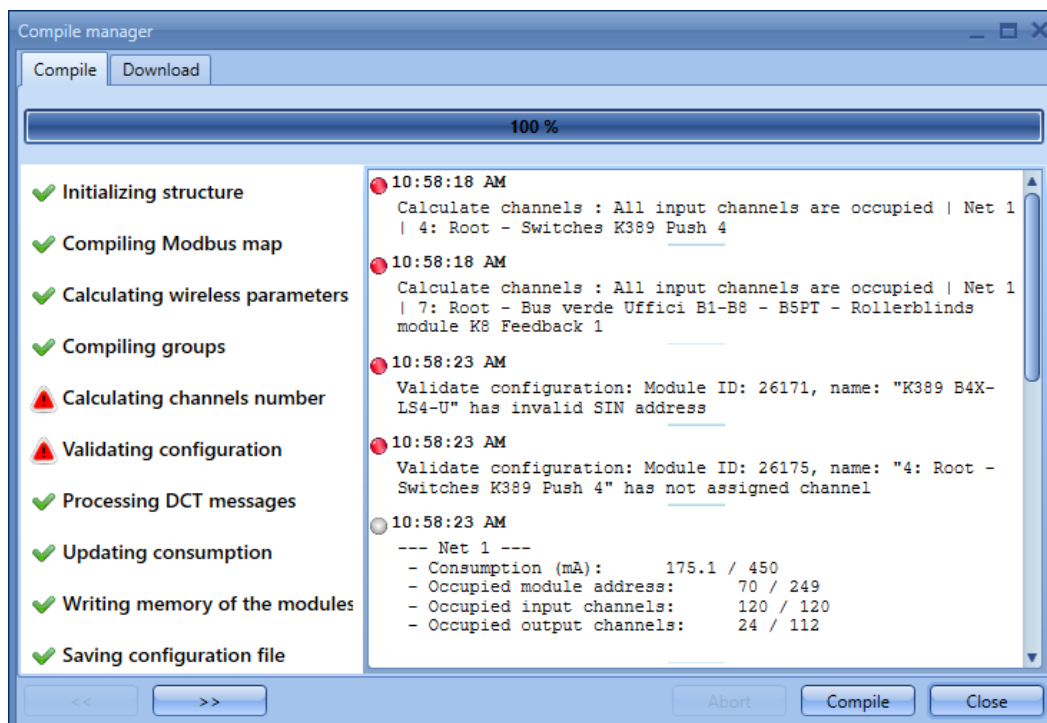 Compile manager
Compile Download
100 %
Initializing structure
Compiling Modbus map
Calculating wireless parameters
Compiling groups
Calculating channels number
Validating configuration
Processing DCT messages
Updating consumption
Writing memory of the modules
Saving configuration file
10:58:18 AM
Calculate channels : All input channels are occupied | Net 1
| 4: Root - Switches K389 Push 4
10:58:18 AM
Calculate channels : All input channels are occupied | Net 1
| 7: Root - Bus verde Uffici B1-B8 - B5PT - Rollerblinds
module K8 Feedback 1
10:58:23 AM
Validate configuration: Module ID: 26171, name: "K389 B4X-
LS4-U" has invalid SIN address
10:58:23 AM
Validate configuration: Module ID: 26175, name: "4: Root -
Switches K389 Push 4" has not assigned channel
10:58:23 AM
--- Net 1 ---
- Consumption (mA): 175.1 / 450
- Occupied module address: 70 / 249
- Occupied input channels: 120 / 120
- Occupied output channels: 24 / 112
<< >> Abort Compile Close